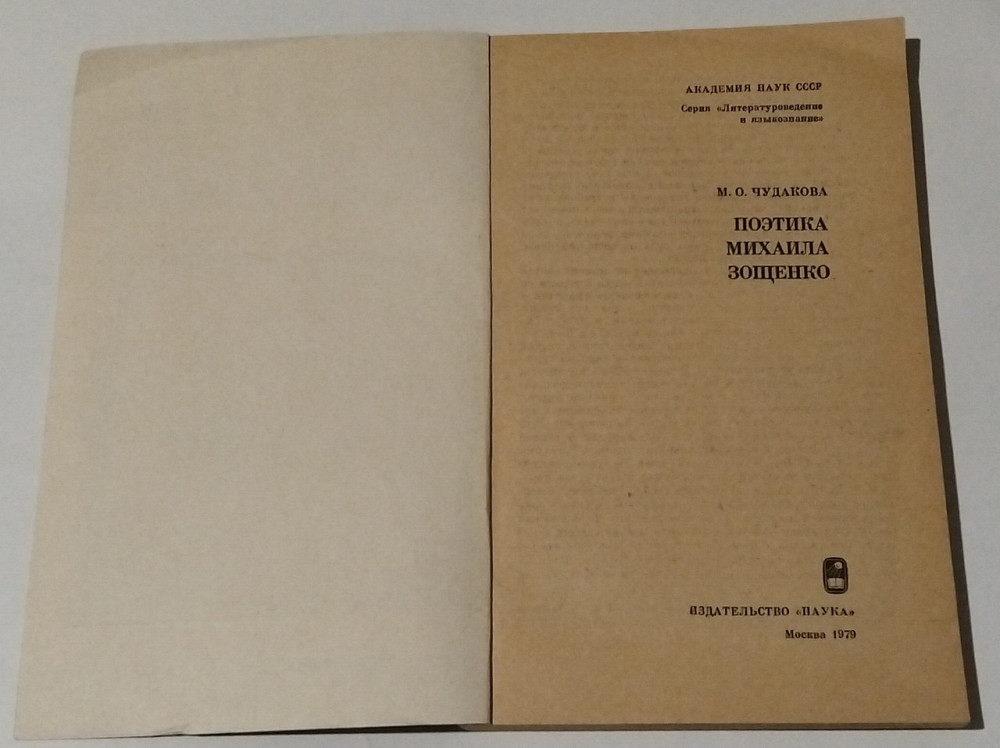 АКАДЕМИЯ НАУК СССР
Серия «Литературоведение
и языкознание»
М. О. ЧУДАКОВА
ПОЭТИКА
МИХАИЛА
ЗОЩЕНКО
ИЗДАТЕЛЬСТВО «НАУКА»
Москва 1979